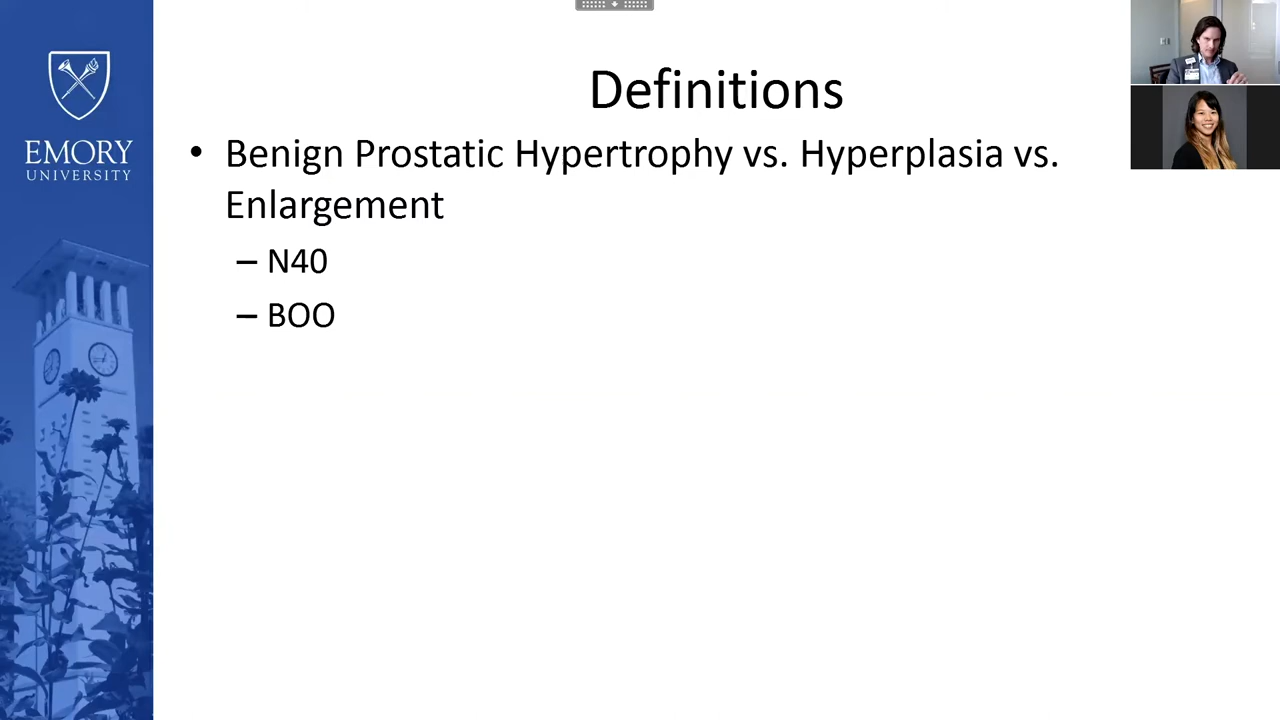 EMORY
UNIVERSITY
Definitions
• Benign Prostatic Hypertrophy vs. Hyperplasia vs.
Enlargement
– N40
– BOO